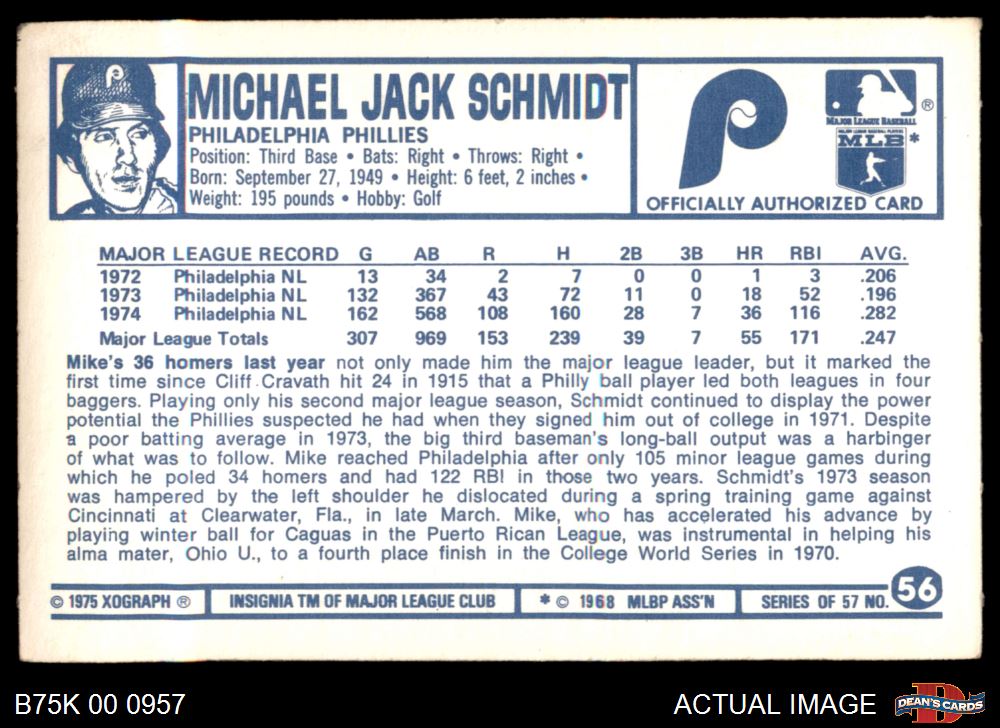 MICHAEL JACK SCHMIDT
PHILADELPHIA PHILLIES
Position: Third Base • Bats: Right • Throws: Right •
Born: September 27, 1949 • Height: 6 feet, 2 inches •
Weight: 195 pounds • Hobby: Golf
P
P
®
MAJOR LEAGUE BASEBALL
MAJOR LEAGUE BASEBALL PLAYERS
MLB *
OFFICIALLY AUTHORIZED CARD
MAJOR LEAGUE RECORD G AB R H 2B 3B HR RBI AVG.
1972 Philadelphia NL 13 34 2 7 0 0 1 3 .206
1973 Philadelphia NL 132 367 43 72 11 0 18 52 .196
1974 Philadelphia NL 162 568 108 160 28 7 36 116 .282
Major League Totals 307 969 153 239 39 7 55 171 .247
Mike's 36 homers last year not only made him the major league leader, but it marked the
first time since Cliff Cravath hit 24 in 1915 that a Philly ball player led both leagues in four
baggers. Playing only his second major league season, Schmidt continued to display the power
potential the Phillies suspected he had when they signed him out of college in 1971. Despite
a poor batting average in 1973, the big third baseman's long-ball output was a harbinger
of what was to follow. Mike reached Philadelphia after only 105 minor league games during
which he poled 34 homers and had 122 RBI in those two years. Schmidt's 1973 season
was hampered by the left shoulder he dislocated during a spring training game against
Cincinnati at Clearwater, Fla., in late March. Mike, who has accelerated his advance by
playing winter ball for Caguas in the Puerto Rican League, was instrumental in helping his
alma mater, Ohio U., to a fourth place finish in the College World Series in 1970.
© 1975 XOGRAPH ® INSIGNIA TM OF MAJOR LEAGUE CLUB * © 1968 MLBP ASS'N SERIES OF 57 NO. 56
B75K 00 0957 ACTUAL IMAGE
D DEAN'S CARDS